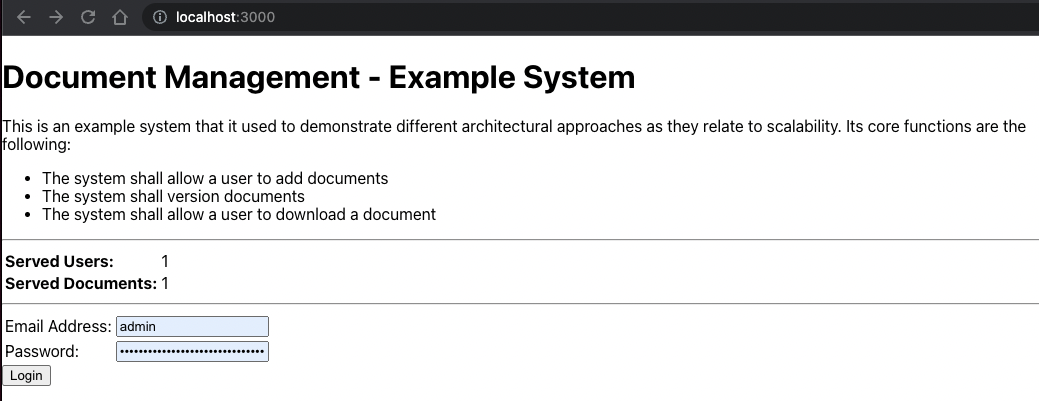 localhost:3000
Document Management - Example System
This is an example system that it used to demonstrate different architectural approaches as they relate to scalability. Its core functions are the
following:
• The system shall allow a user to add documents
• The system shall version documents
• The system shall allow a user to download a document
Served Users: 1
Served Documents: 1
Email Address: admin
Password: ••••••••••••••••••••••••••••••
Login